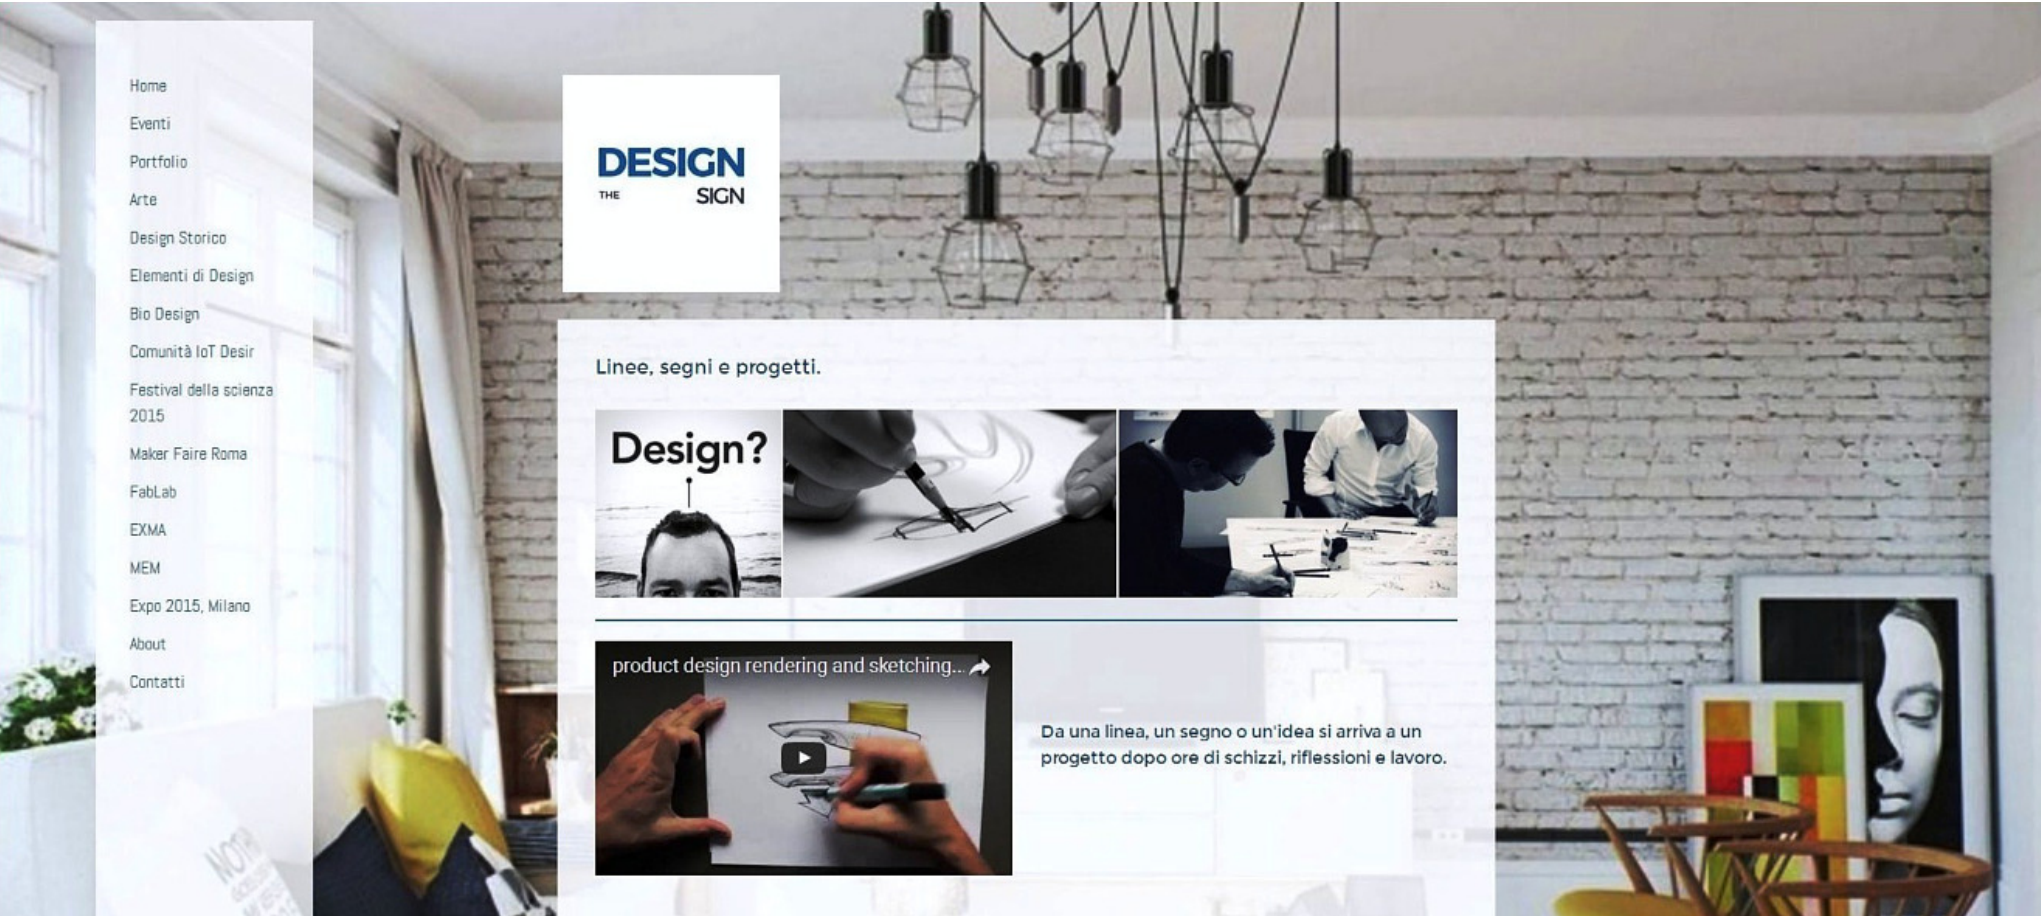 Home
Eventi
Portfolio
Arte
Design Storico
Elementi di Design
Bio Design
Comunità IoT Desir
Festival della scienza
2015
Maker Faire Roma
FabLab
EXMA
MEM
Expo 2015, Milano
About
Contatti
DESIGN
THE SIGN
Linee, segni e progetti.
Design?
product design rendering and sketching...
Da una linea, un segno o un'idea si arriva a un
progetto dopo ore di schizzi, riflessioni e lavoro.